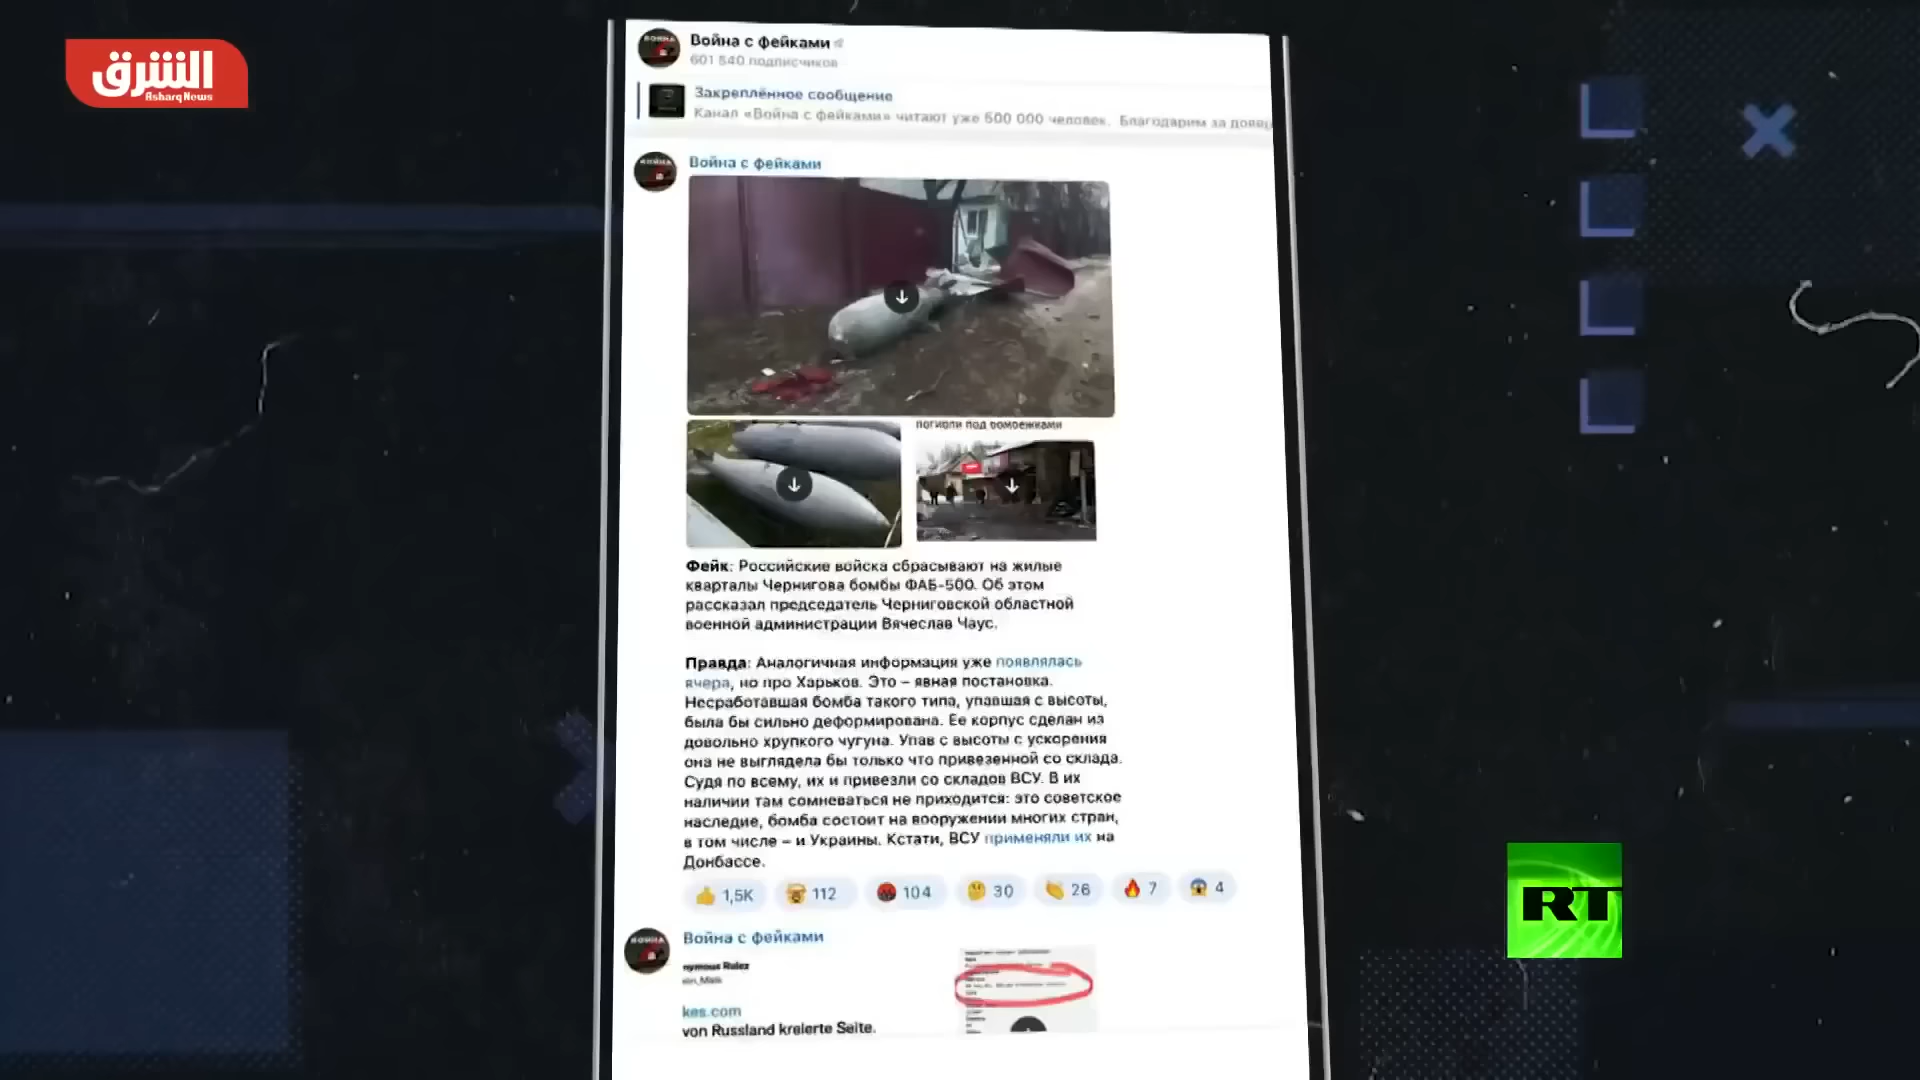 الشرق
Asharq News
Война с фейками
601 540 подписчиков
Закреплённое сообщение
Канал «Война с фейками» читают уже 500 000 человек. Благодарим за
Война с фейками
погибли под бомбежками
Фейк: Российские войска сбрасывают на жилые
кварталы Чернигова бомбы ФАБ-500. Об этом
рассказал председатель Черниговской областной
военной администрации Вячеслав Чаус.
Правда: Аналогичная информация уже появлялась
вчера, но про Харьков. Это – явная постановка.
Несработавшая бомба такого типа, упавшая с высоты,
была бы сильно деформирована. Ее корпус сделан из
довольно хрупкого чугуна. Упав с высоты с ускорения
она не выглядела бы только что привезенной со склада.
Судя по всему, их и привезли со складов ВСУ. В их
наличии там сомневаться не приходится: это советское
наследие, бомба состоит на вооружении многих стран,
в том числе – и Украины. Кстати, ВСУ применяли их на
Донбассе.
1,5K 112 104 30 26 7 4
Война с фейками
nymous Rulez
kes.com
von Russland kreierte Seite.
RT